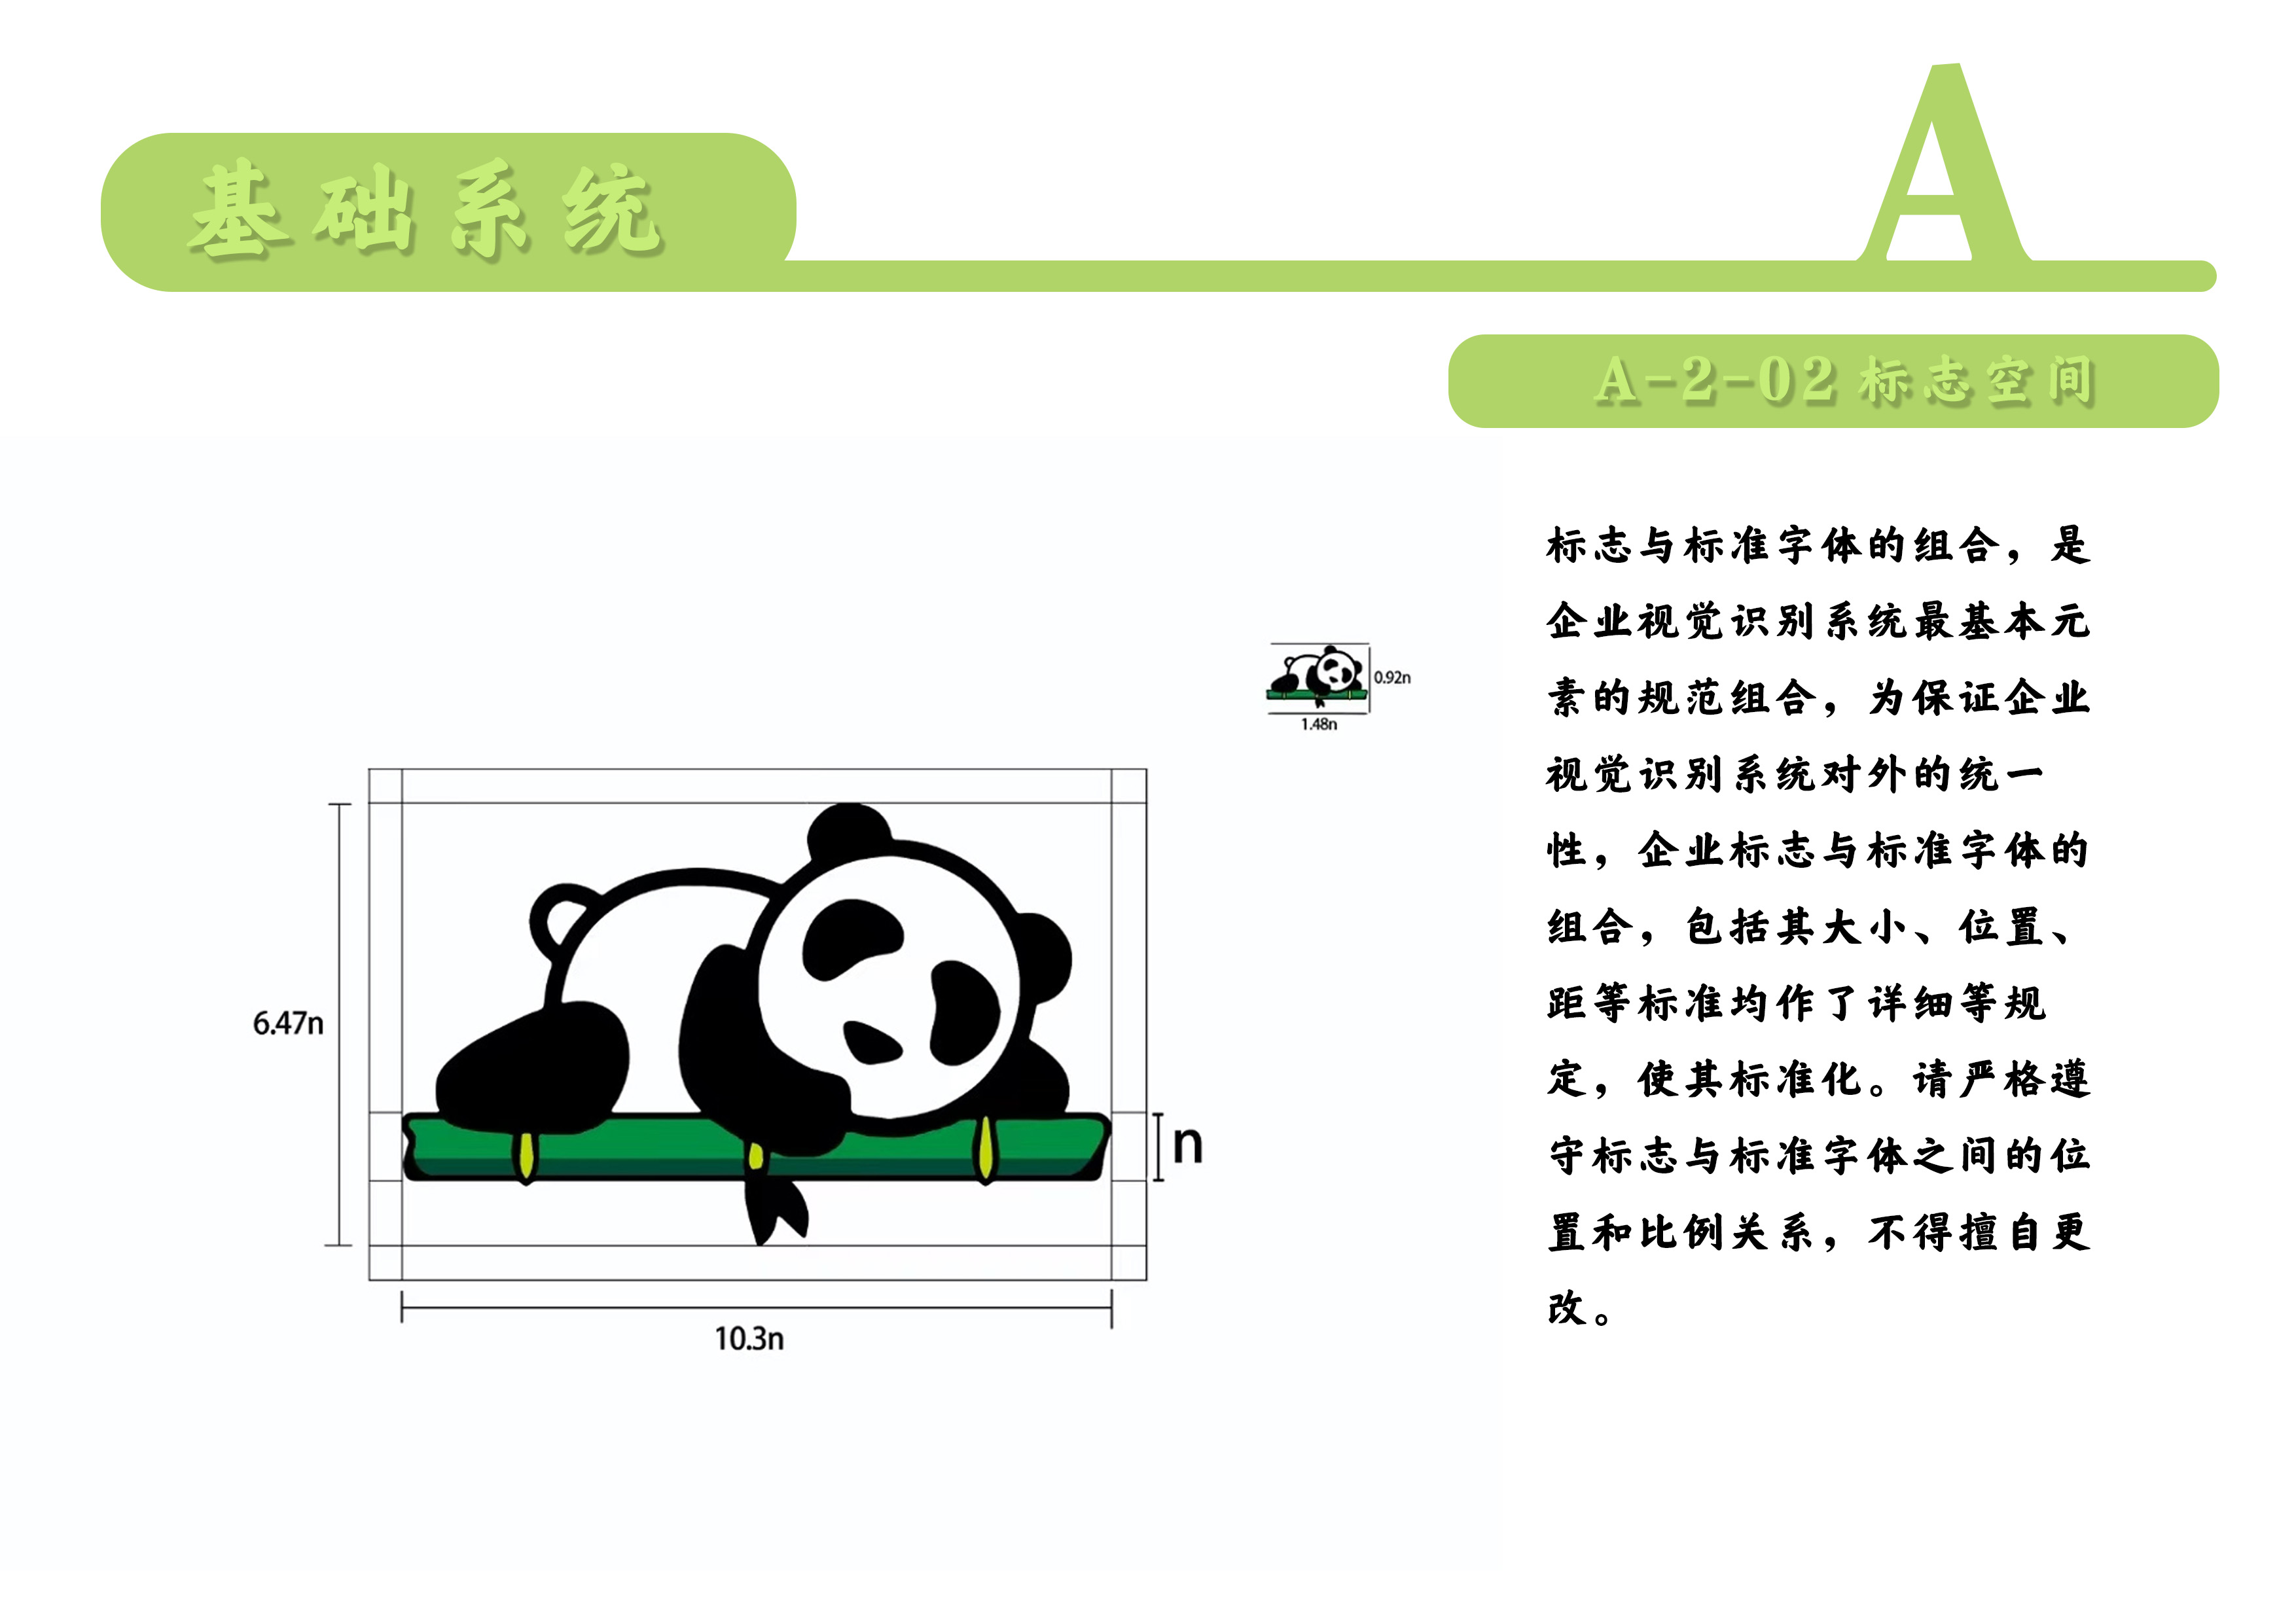 基础系统
A
A-2-02标志空间
标志与标准字体的组合，是
企业视觉识别系统最基本元
素的规范组合，为保证企业
视觉识别系统对外的统一
性，企业标志与标准字体的
组合，包括其大小、位置、
距等标准均作了详细等规
定，使其标准化。请严格遵
守标志与标准字体之间的位
置和比例关系，不得擅自更
改。
0.92n
1.48n
6.47n
n
10.3n